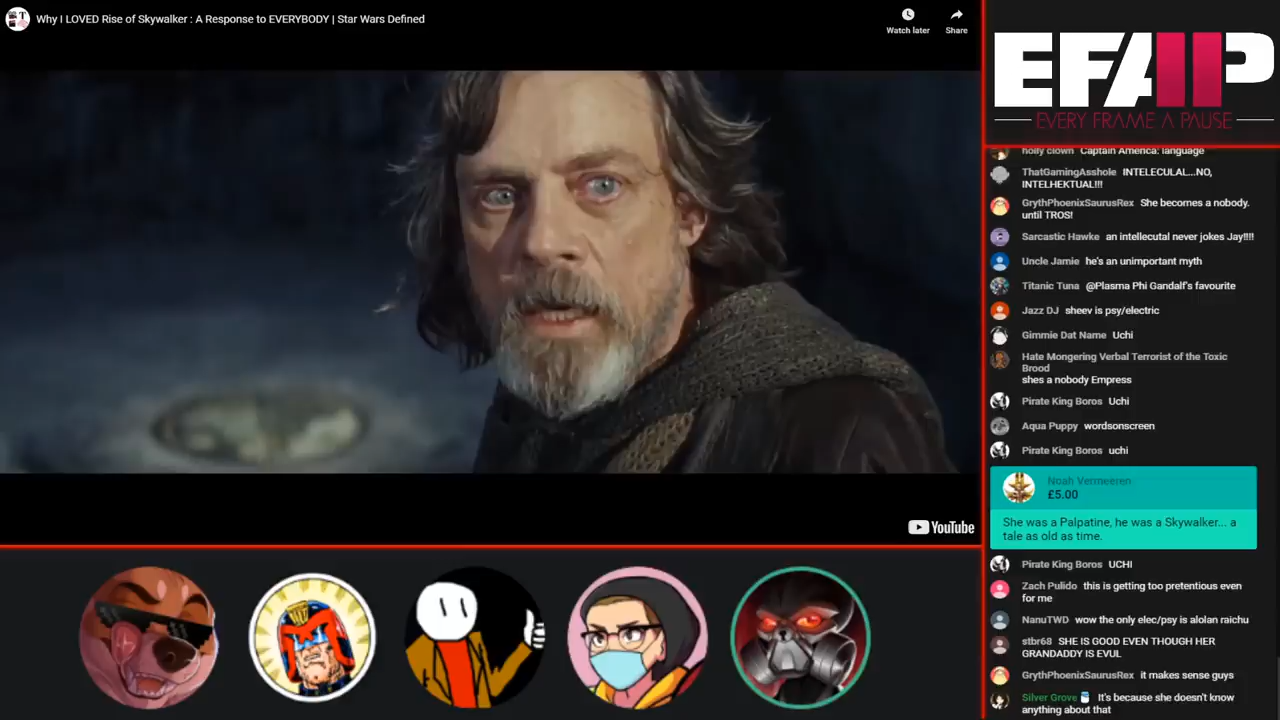 Why I LOVED Rise of Skywalker : A Response to EVERYBODY | Star Wars Defined
Watch later
Share
YouTube
EFAP
EVERY FRAME A PAUSE
holly clown Captain America: language
ThatGamingAsshole INTELECULAL...NO,
INTELHEKTUAL!!!
GrythPhoenixSaurusRex She becomes a nobody.
until TROS!
Sarcastic Hawke an intellecutal never jokes Jay!!!!
Uncle Jamie he's an unimportant myth
Titanic Tuna @Plasma Phi Gandalf's favourite
Jazz DJ sheev is psy/electric
Gimmie Dat Name Uchi
Hate Mongering Verbal Terrorist of the Toxic
Brood
shes a nobody Empress
Pirate King Boros Uchi
Aqua Puppy wordsonscreen
Pirate King Boros uchi
Noah Vermeeren
£5.00
She was a Palpatine, he was a Skywalker... a
tale as old as time.
Pirate King Boros UCHI
Zach Pulido this is getting too pretentious even
for me
NanuTWD wow the only elec/psy is alolan raichu
stbr68 SHE IS GOOD EVEN THOUGH HER
GRANDADDY IS EVUL
GrythPhoenixSaurusRex it makes sense guys
Silver Grove It's because she doesn't know
anything about that